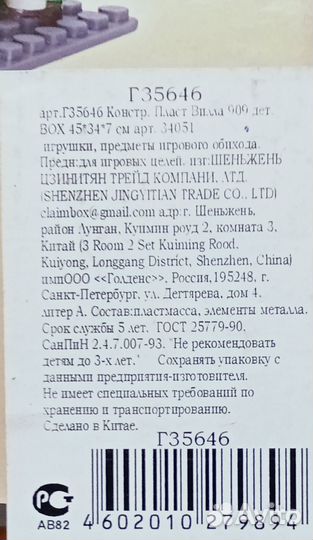 Г35646
арт.Г35646 Констр. Пласт Вилла 909 дет.
BOX 45*34*7 см арт. 34051
игрушки, предметы игрового обихода.
Предн:для игровых целей. изг:ШЕНЬЖЕНЬ
ЦЗИНИТЯН ТРЕЙД КОМПАНИ, ЛТД.
(SHENZHEN JINGYITIAN TRADE CO., LTD)
claimbox@gmail.com адр:г. Шеньжень,
район Лунган, Куимин роуд 2, комната 3,
Китай (3 Room 2 Set Kuiming Rood,
Kuiyong, Longgang District, Shenzhen, China)
импООО <<Голденс>, Россия,195248, г.
Санкт-Петербург, ул. Дегтярева, дом 4,
литер А. Состав:пластмасса, элементы металла.
Срок службы 5 лет. ГОСТ 25779-90,
СанПиН 2.4.7.007-93. "Не рекомендовать
детям до 3-х лет." Сохранять упаковку с
данными предприятия-изготовителя.
Не имеет специальных требований по
хранению и транспортированию.
Сделано в Китае.
Г35646
РСТ
АВ82
4 602010 279894
Avito